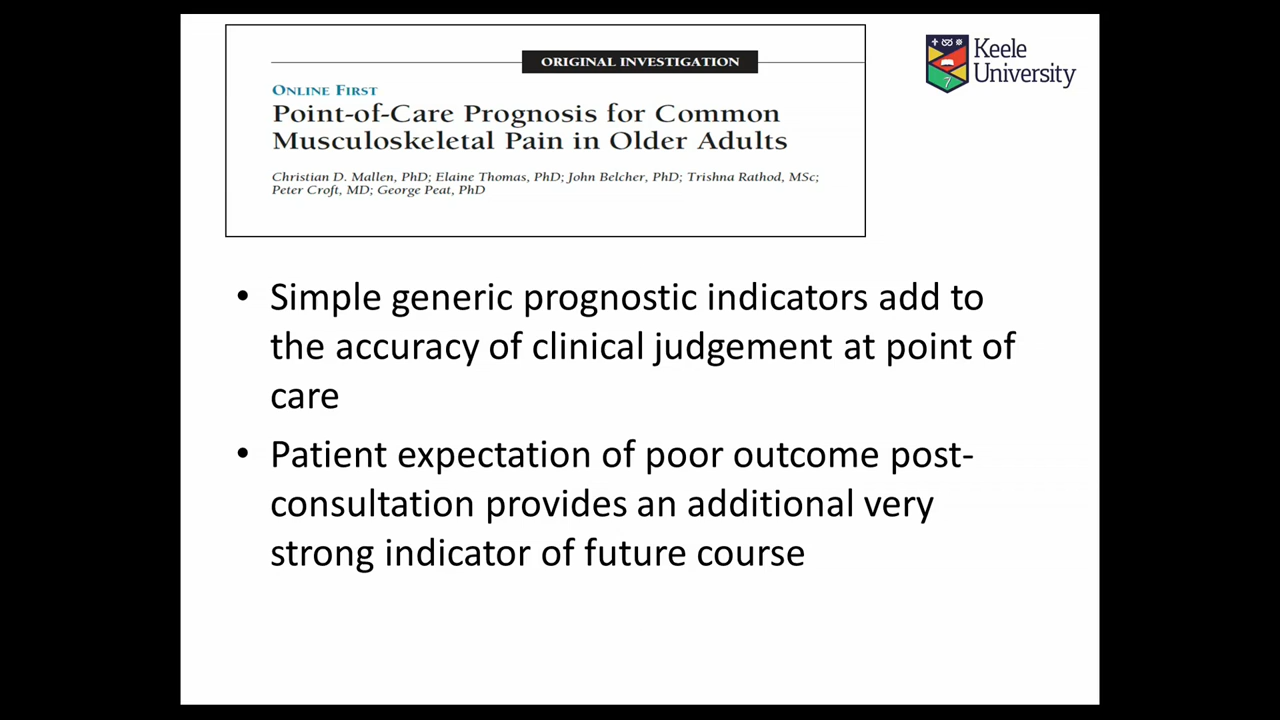 ORIGINAL INVESTIGATION
Keele
University
ONLINE FIRST
Point-of-Care Prognosis for Common
Musculoskeletal Pain in Older Adults
Christian D. Mallen, PhD; Elaine Thomas, PhD; John Belcher, PhD; Trishna Rathod, MSc;
Peter Croft, MD; George Peat, PhD
• Simple generic prognostic indicators add to
the accuracy of clinical judgement at point of
care
• Patient expectation of poor outcome post-
consultation provides an additional very
strong indicator of future course